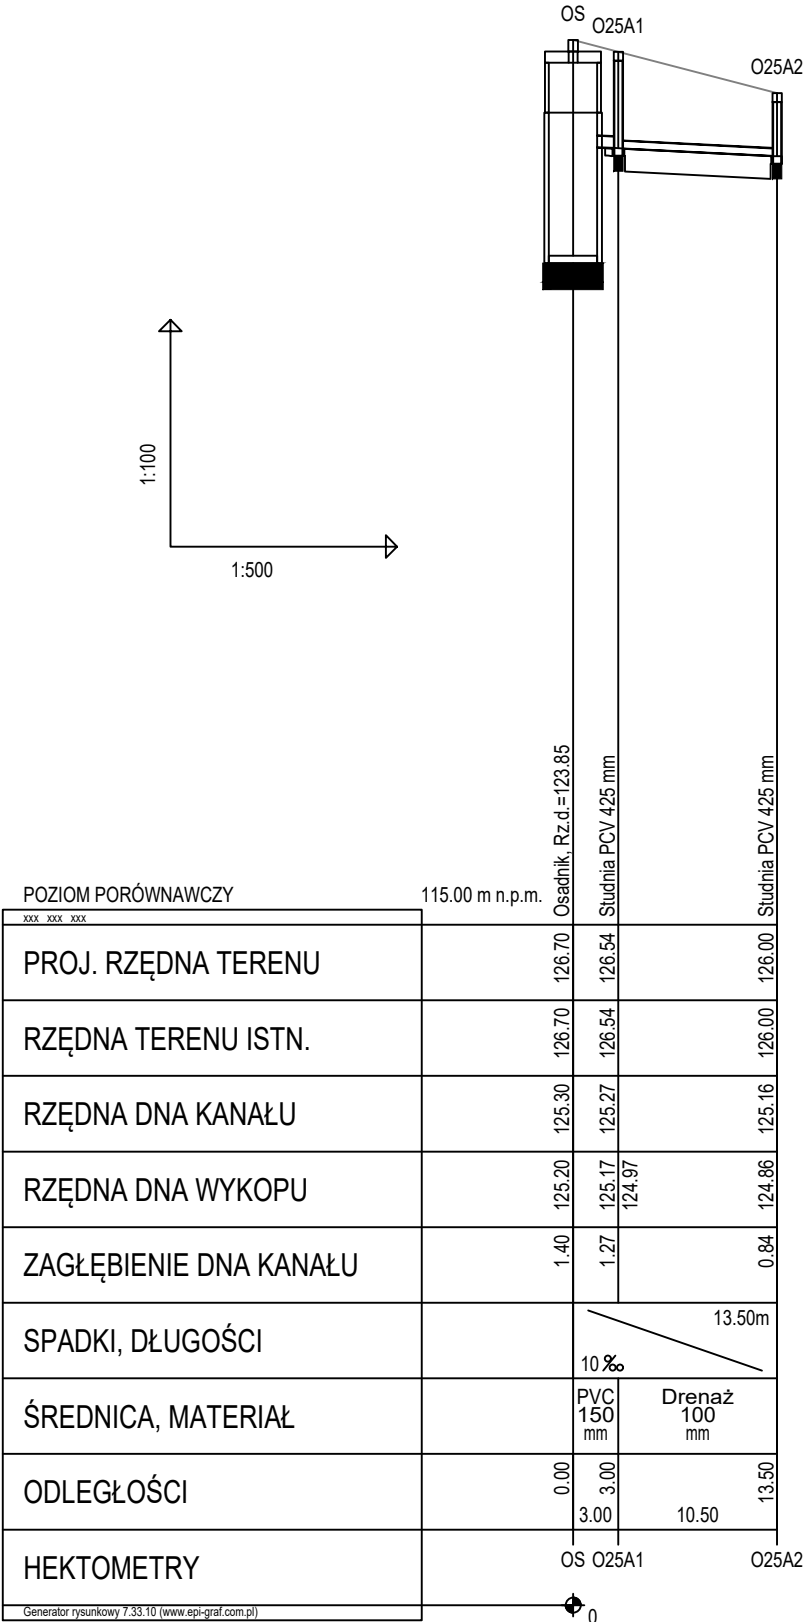 OS
O25A1
O25A2
1:100
1:500
Osadnik, Rz.d.=123.85
Studnia PCV 425 mm
Studnia PCV 425 mm
POZIOM PORÓWNAWCZY 115.00 m n.p.m.
xxx xxx xxx
PROJ. RZĘDNA TERENU 126.70 126.54 126.00
RZĘDNA TERENU ISTN. 126.70 126.54 126.00
RZĘDNA DNA KANAŁU 125.30 125.27 125.16
RZĘDNA DNA WYKOPU 125.20 125.17 124.97 124.86
ZAGŁĘBIENIE DNA KANAŁU 1.40 1.27 0.84
SPADKI, DŁUGOŚCI 10 ‰ 13.50m
ŚREDNICA, MATERIAŁ
PVC 150 mm
Drenaż 100 mm
ODLEGŁOŚCI 0.00 3.00 13.50
3.00 10.50
HEKTOMETRY
OS O25A1 O25A2
Generator rysunkowy 7.33.10 (www.epi-graf.com.pl)
0